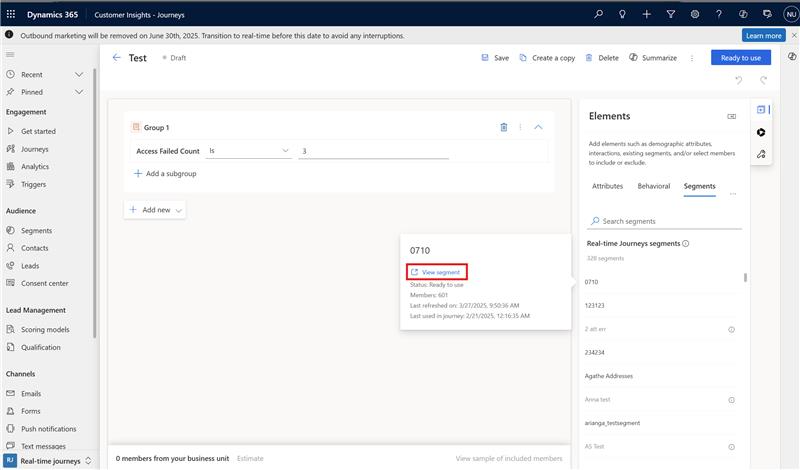 Dynamics 365
Customer Insights - Journeys
NU
Outbound marketing will be removed on June 30th, 2025. Transition to real-time before this date to avoid any interruptions.
Learn more
Recent
Pinned
Engagement
Get started
Journeys
Analytics
Triggers
Audience
Segments
Contacts
Leads
Consent center
Lead Management
Scoring models
Qualification
Channels
Emails
Forms
Push notifications
Text messages
RJ
Real-time journeys
Test
Draft
Save
Create a copy
Delete
Summarize
Ready to use
Group 1
Access Failed Count
Is
3
Add a subgroup
Add new
0710
View segment
Status: Ready to use
Members: 601
Last refreshed on: 3/27/2025, 9:50:36 AM
Last used in journey: 2/21/2025, 12:16:35 AM
0 members from your business unit
Estimate
View sample of included members
Elements
Add elements such as demographic attributes,
interactions, existing segments, and/or select members
to include or exclude.
Attributes
Behavioral
Segments
Search segments
Real-time Journeys segments
328 segments
0710
123123
2 att err
234234
Agathe Addresses
Anna test
arianga_testsegment
AS Test